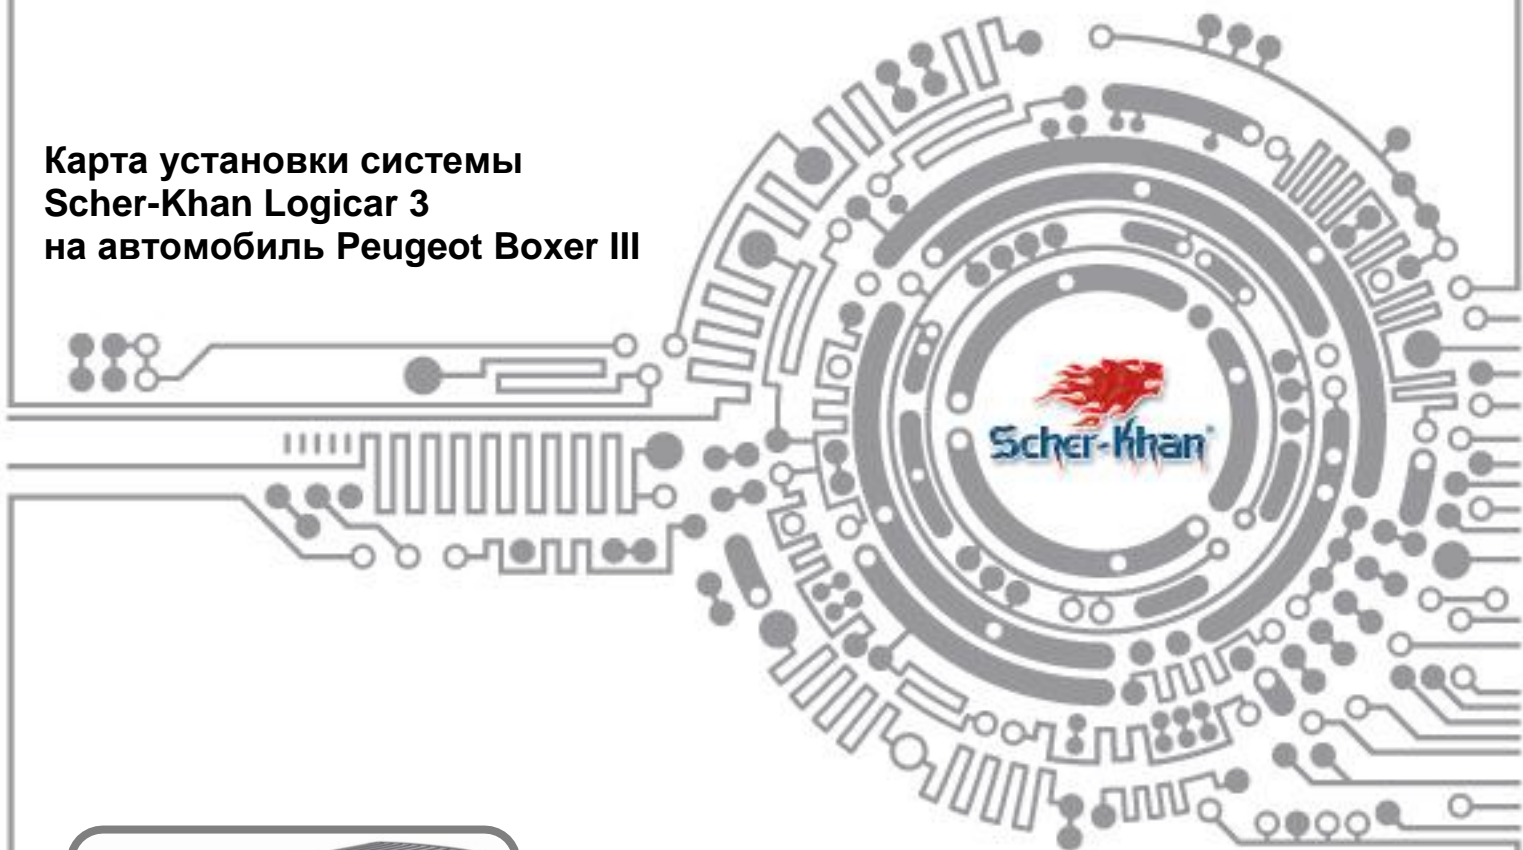 Карта установки системы
Scher-Khan Logicar 3
на автомобиль Peugeot Boxer III
Scher-Khan